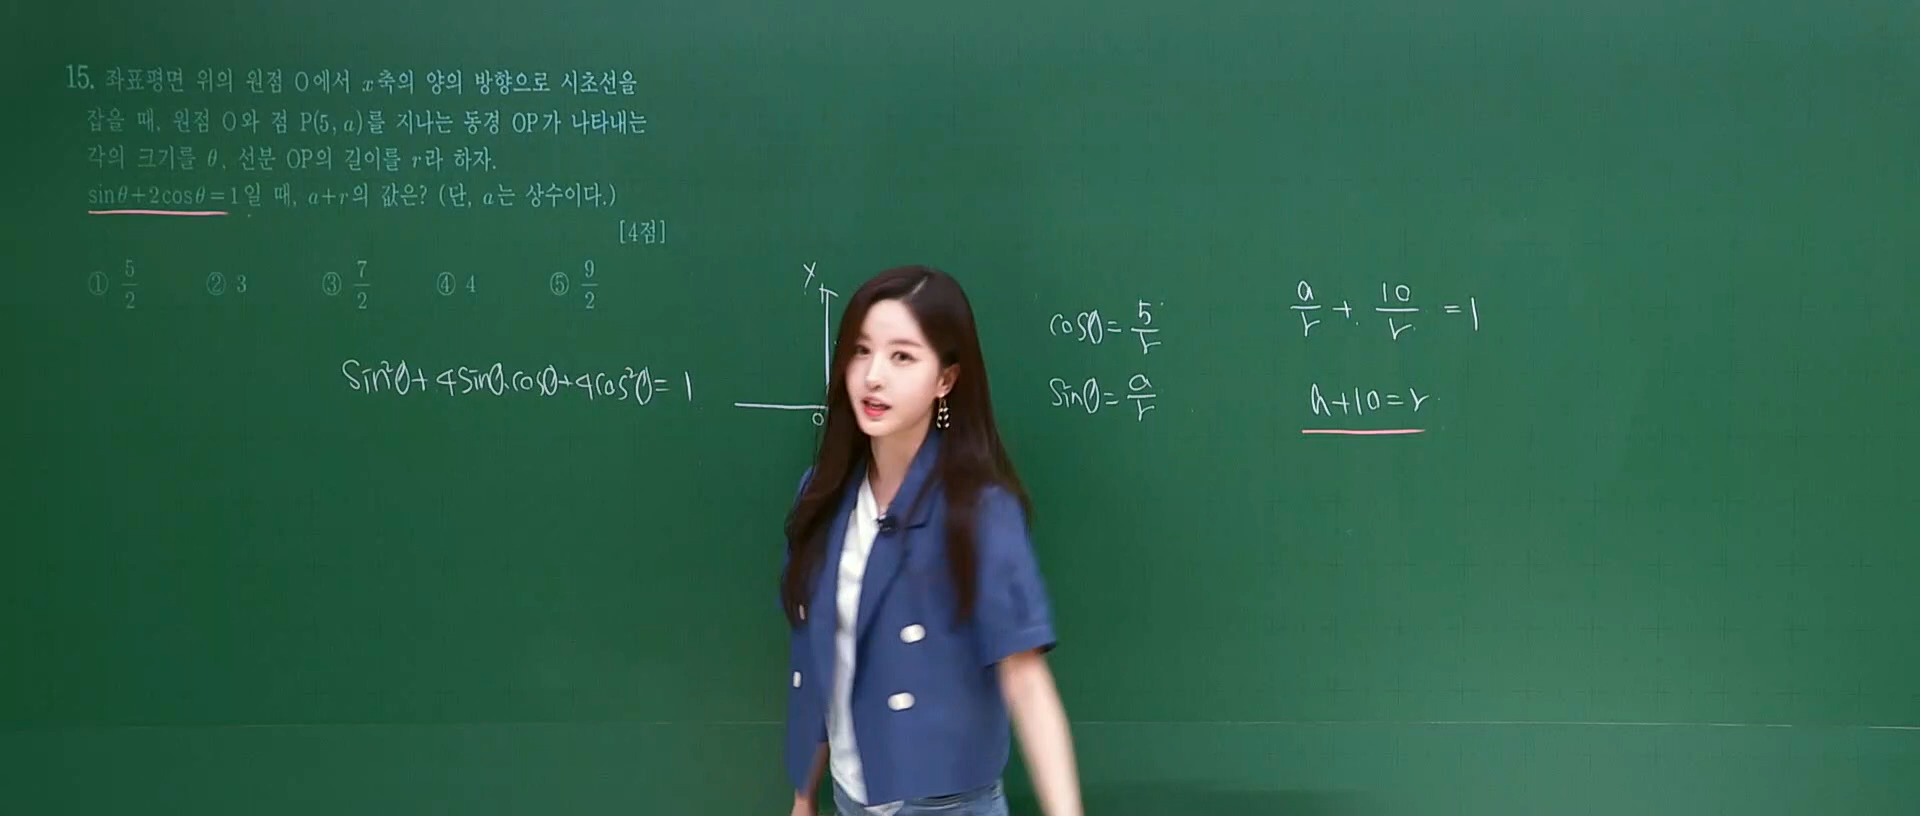 15. 좌표평면 위의 원점 O에서 x축의 양의 방향으로 시초선을
잡을 때, 원점 O와 점 P(5, a)를 지나는 동경 OP가 나타내는
각의 크기를 θ, 선분 OP의 길이를 r라 하자.
sinθ+2cosθ=1일 때, a+r의 값은? (단, a는 상수이다.)
[4점]
① 5/2 ② 3 ③ 7/2 ④ 4 ⑤ 9/2
sin²θ+4sinθ.cosθ+4cos²θ=1
y
0
cosθ=5/r
sinθ=a/r
a/r + 10/r =1
a+10=r